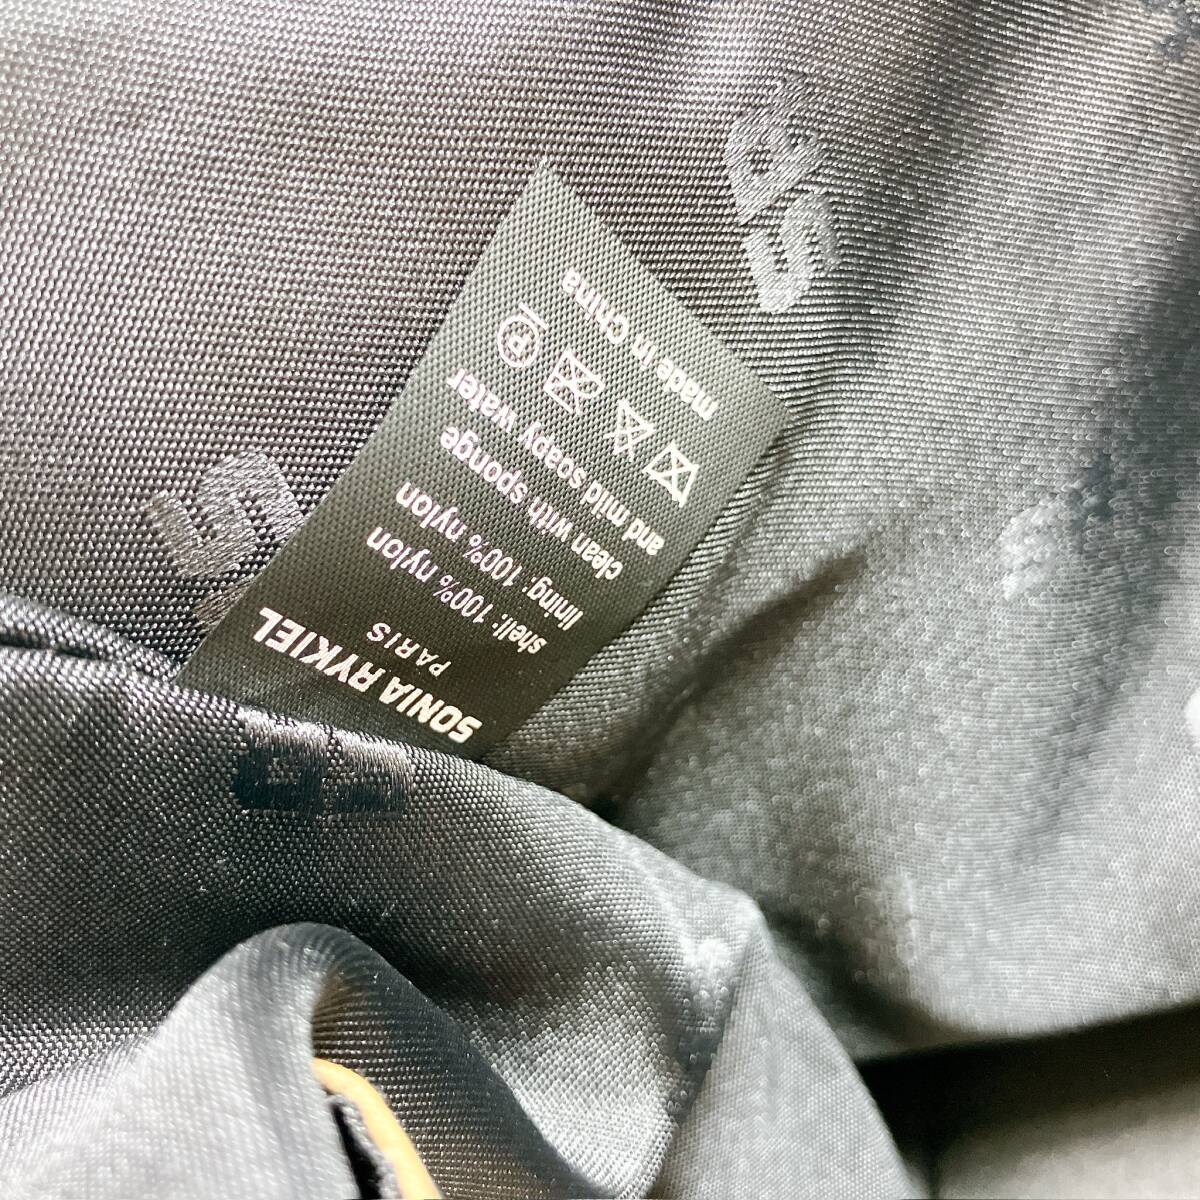 SONIA RYKIEL
PARIS
shell: 100% nylon
lining: 100% nylon
clean with sponge
and mild soapy water
P
made in China